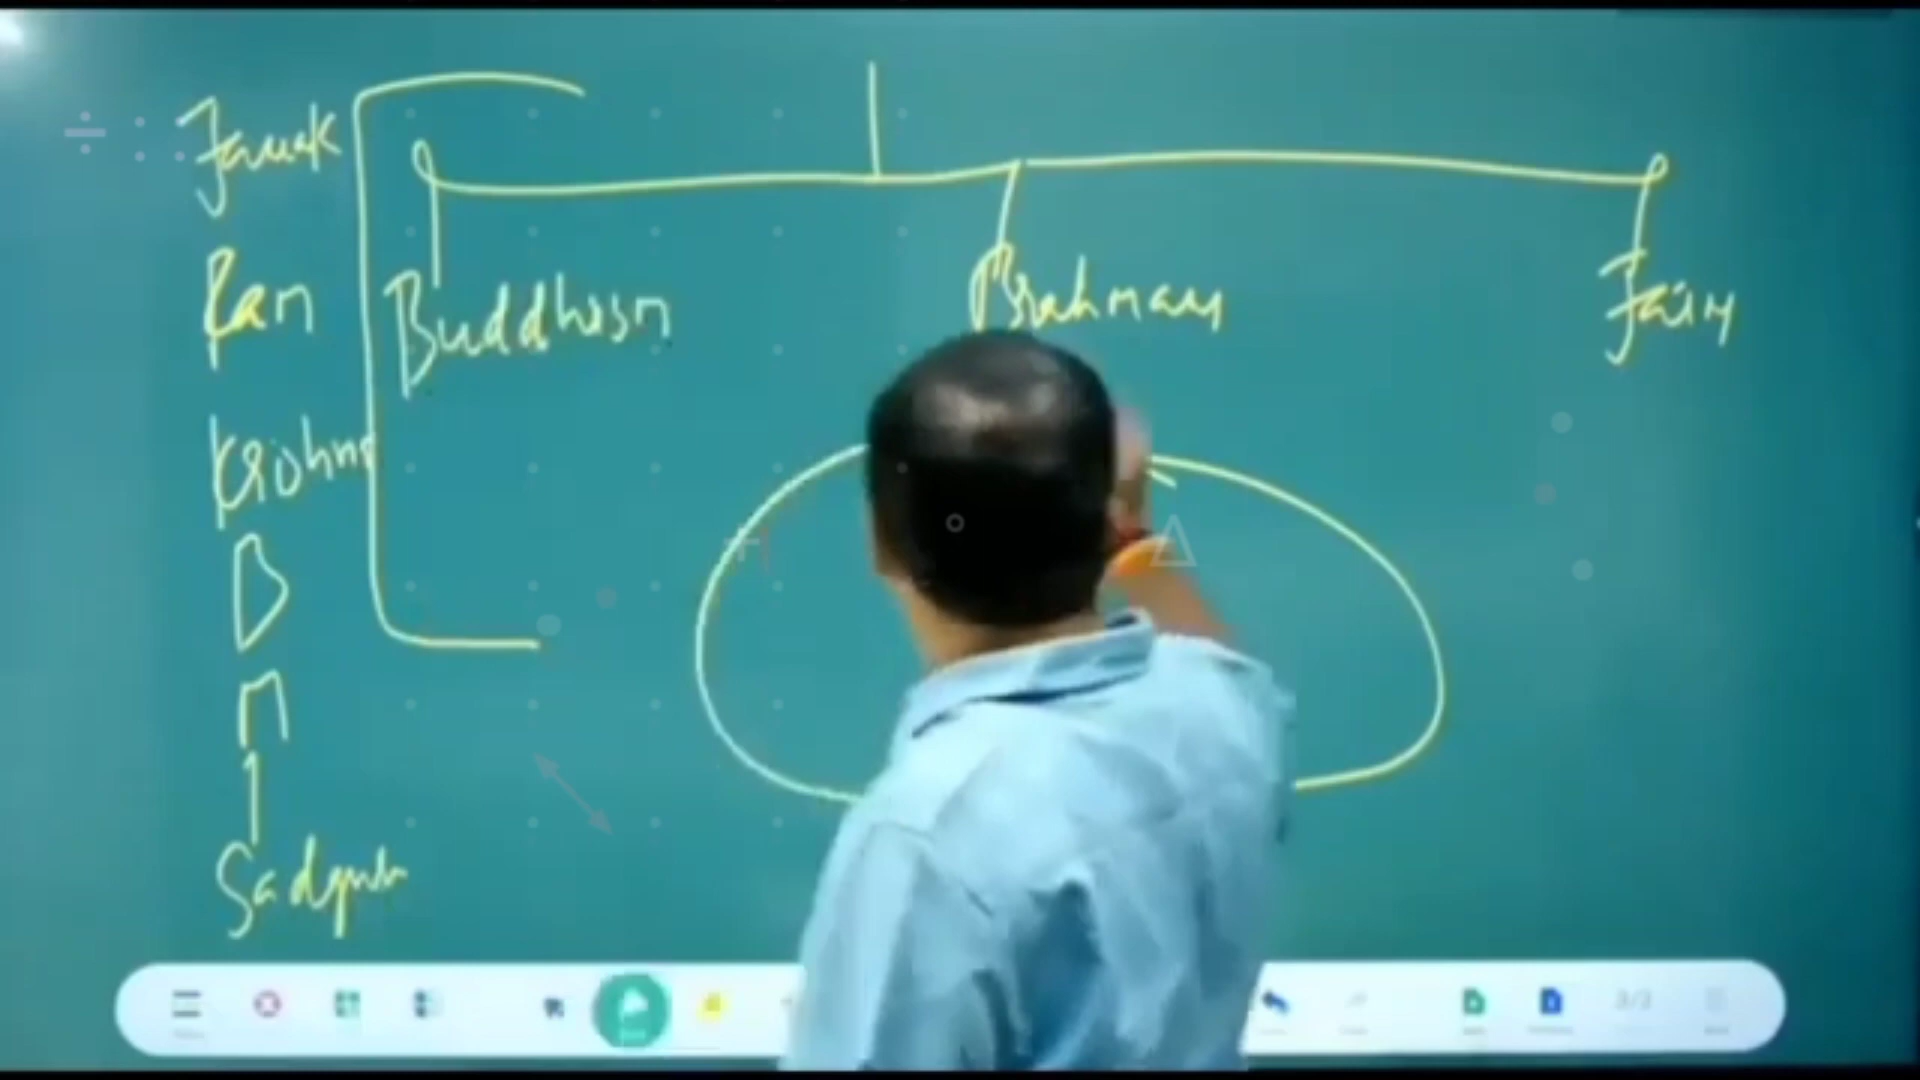 Janak
Ram
Krishna
B
M
Sadguru
Buddhism
Brahman
Jain